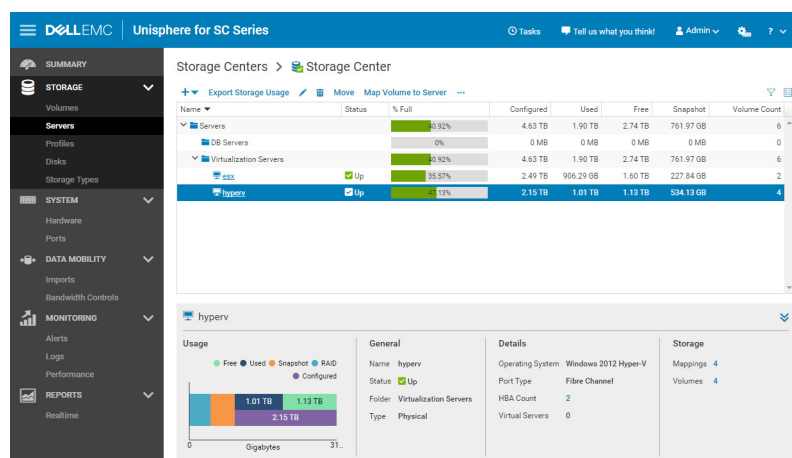 DELLEMC Unisphere for SC Series Tasks Tell us what you think! Admin ?
SUMMARY
STORAGE
Volumes
Servers
Profiles
Disks
Storage Types
SYSTEM
Hardware
Ports
DATA MOBILITY
Imports
Bandwidth Controls
MONITORING
Alerts
Logs
Performance
REPORTS
Realtime
Storage Centers > Storage Center
Export Storage Usage Move Map Volume to Server ...
Name Status % Full Configured Used Free Snapshot Volume Count
Servers 40.92% 4.63 TB 1.90 TB 2.74 TB 761.97 GB 6
DB Servers 0% 0 MB 0 MB 0 MB 0 MB 0
Virtualization Servers 40.92% 4.63 TB 1.90 TB 2.74 TB 761.97 GB 6
esx Up 35.57% 2.49 TB 906.29 GB 1.60 TB 227.84 GB 2
hyperv Up 47.13% 2.15 TB 1.01 TB 1.13 TB 534.13 GB 4
hyperv
Usage
Free Used Snapshot RAID
Configured
1.01 TB 1.13 TB
2.15 TB
0 31...
Gigabytes
General
Name hyperv
Status Up
Folder Virtualization Servers
Type Physical
Details
Operating System Windows 2012 Hyper-V
Port Type Fibre Channel
HBA Count 2
Virtual Servers 0
Storage
Mappings 4
Volumes 4